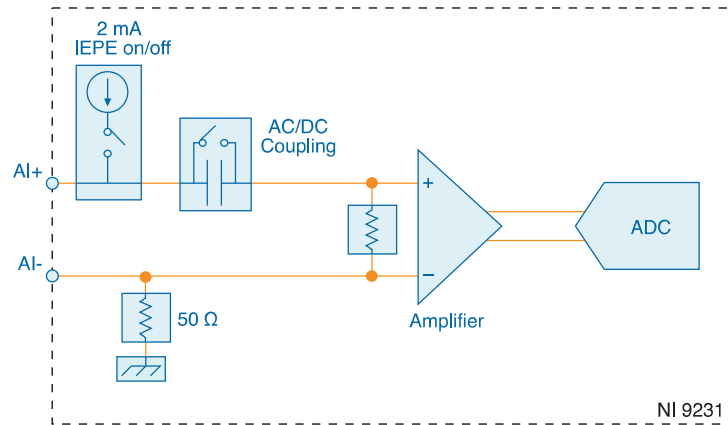 2 mA
IEPE on/off
AC/DC
Coupling
AI+
+
ADC
AI-
−
50 Ω
Amplifier
NI 9231